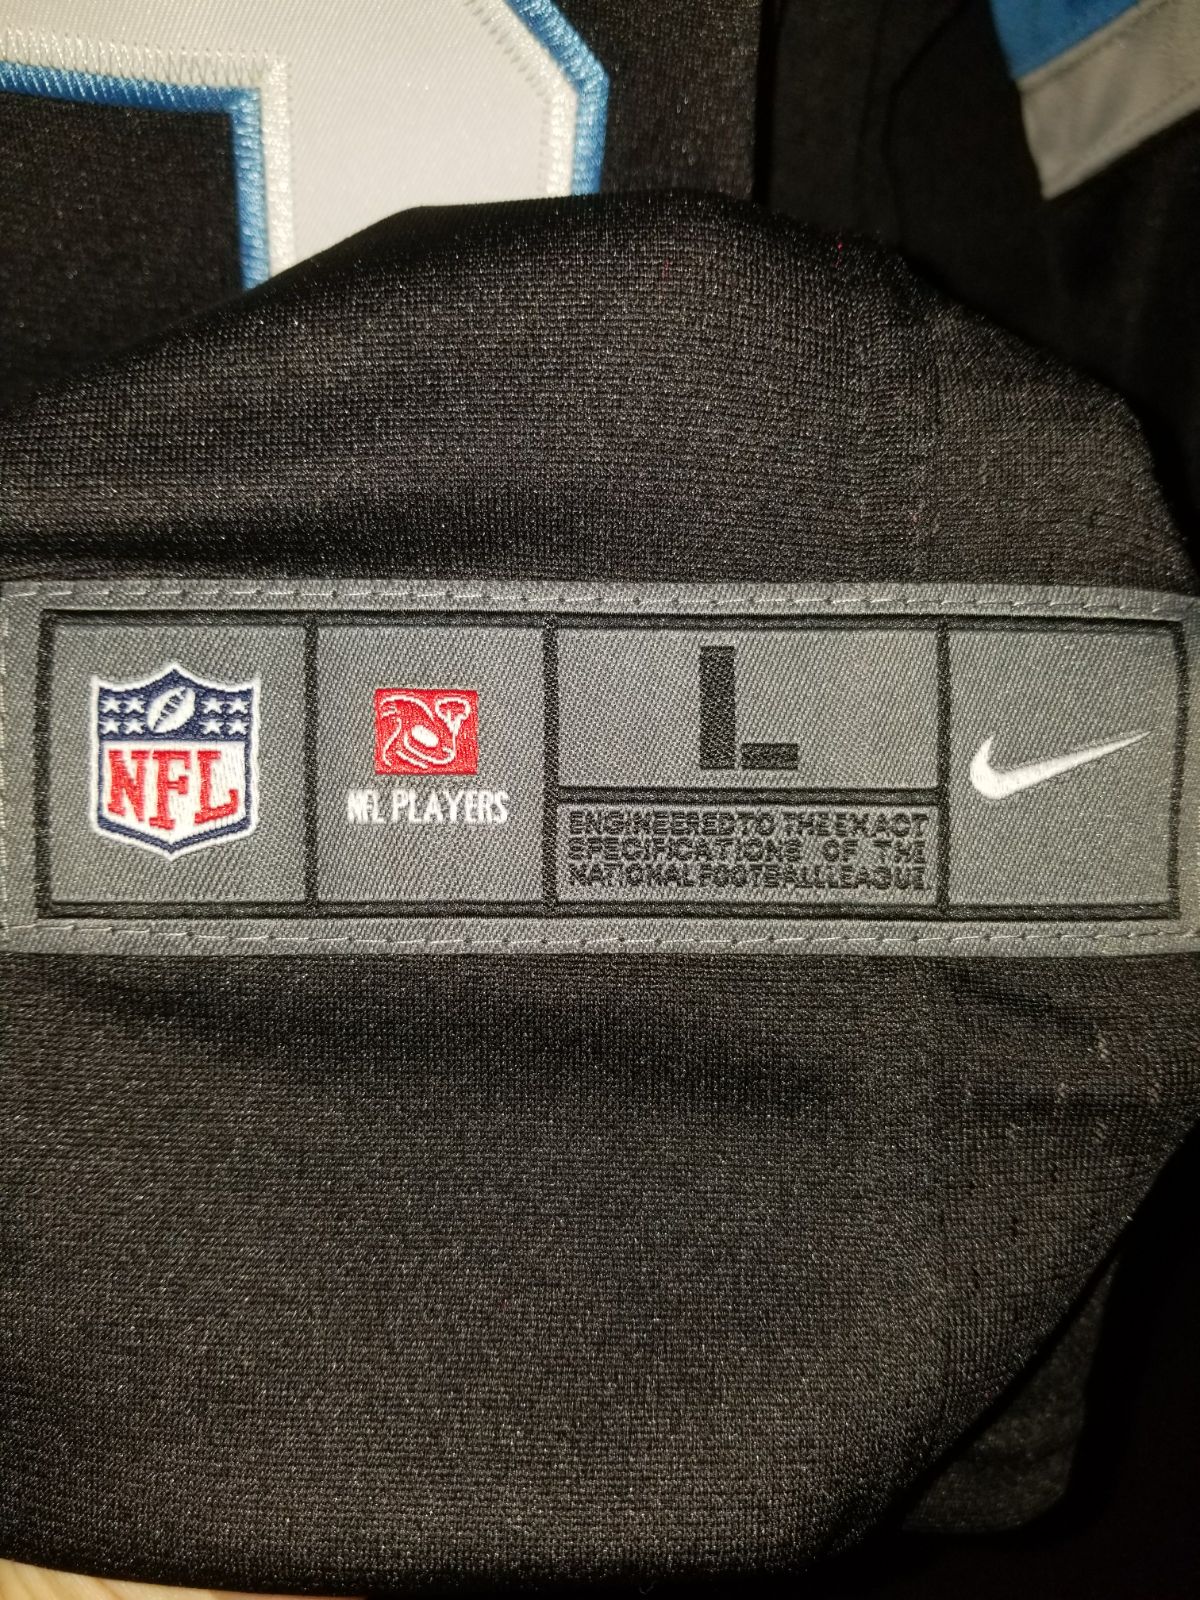 NFL
NFL PLAYERS
L
ENGINEERED TO THE EXACT
SPECIFICATIONS OF THE
NATIONAL FOOTBALL LEAGUE